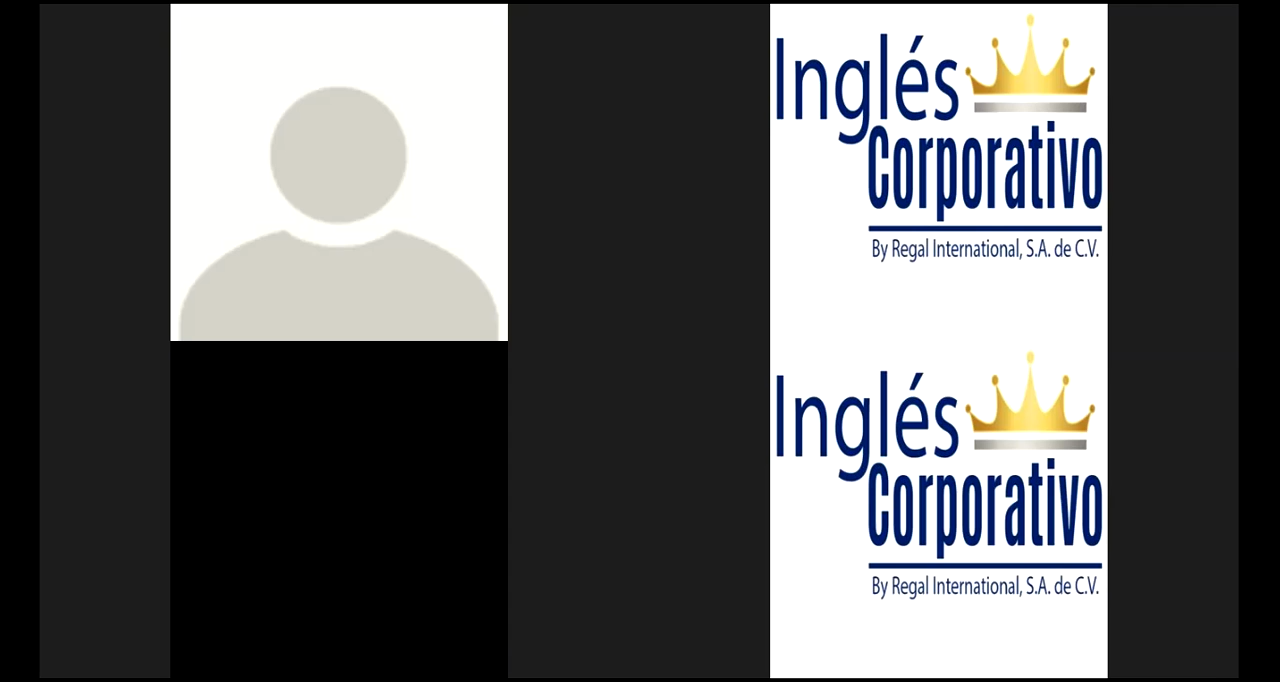 Inglés
Corporativo
By Regal International, S.A. de C.V.
Inglés
Corporativo
By Regal International, S.A. de C.V.